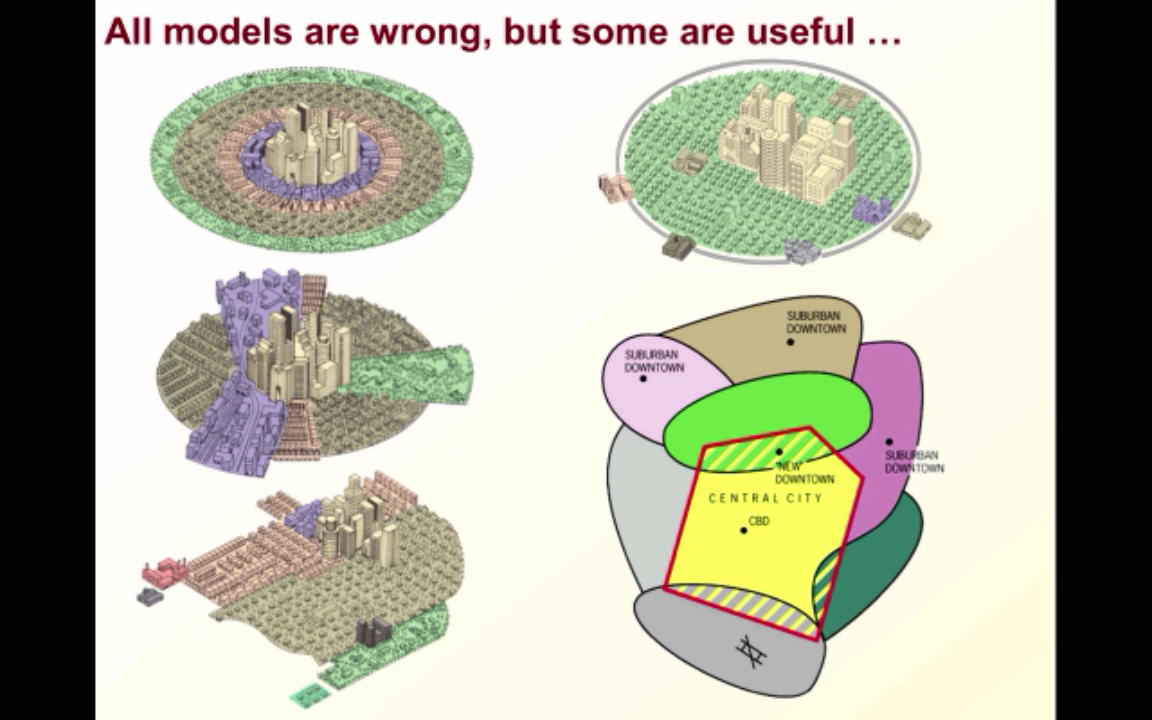 All models are wrong, but some are useful …
SUBURBAN
DOWNTOWN
SUBURBAN
DOWNTOWN
SUBURBAN
DOWNTOWN
"NEW"
DOWNTOWN
CENTRAL CITY
CBD